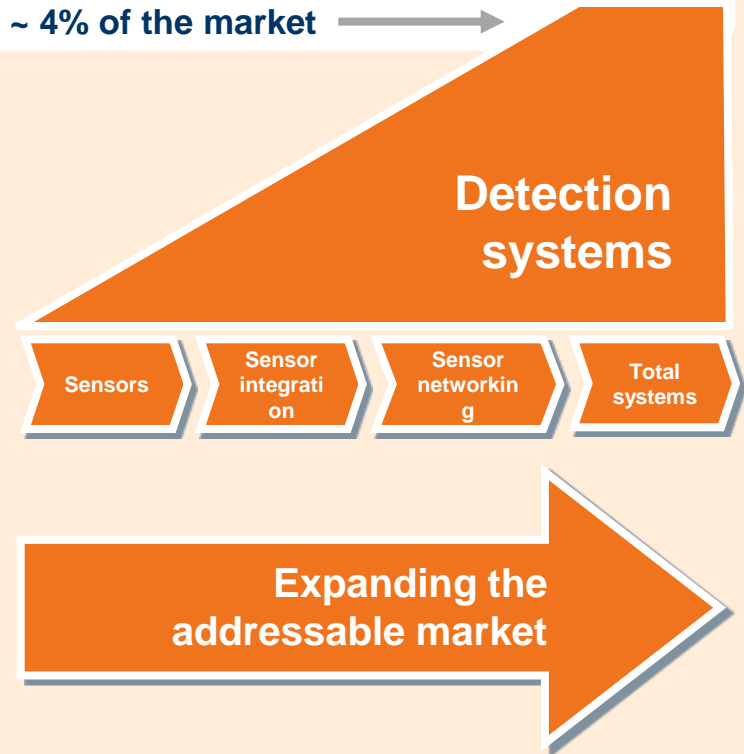 ~ 4% of the market
Detection
systems
Sensors
Sensor
integrati
on
Sensor
networkin
g
Total
systems
Expanding the
addressable market